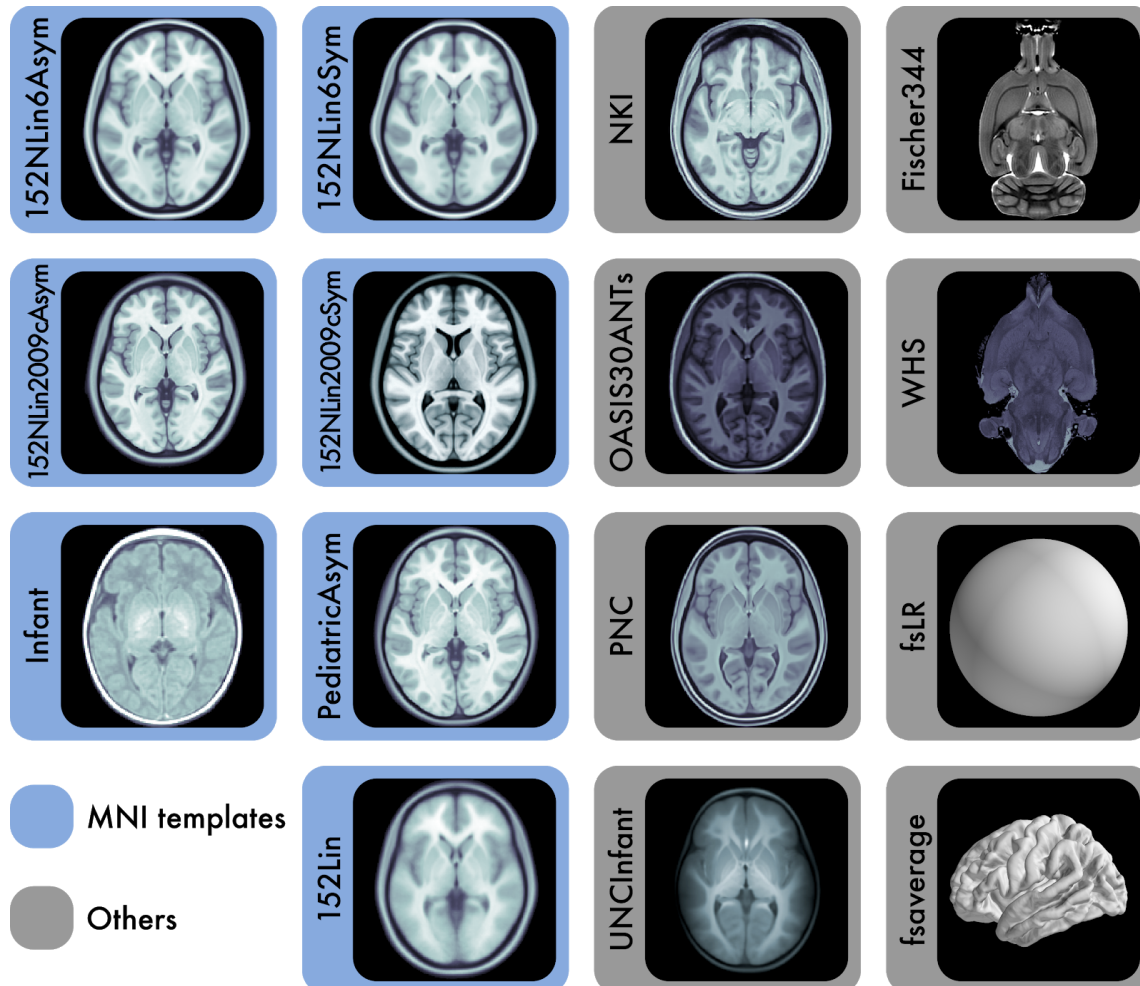 152NLin6Asym
152NLin6Sym
NKI
Fischer344
152NLin2009cAsym
152NLin2009cSym
OASIS30ANTs
WHS
Infant
PediatricAsym
PNC
fsLR
MNI templates
Others
152Lin
UNCInfant
fsaverage